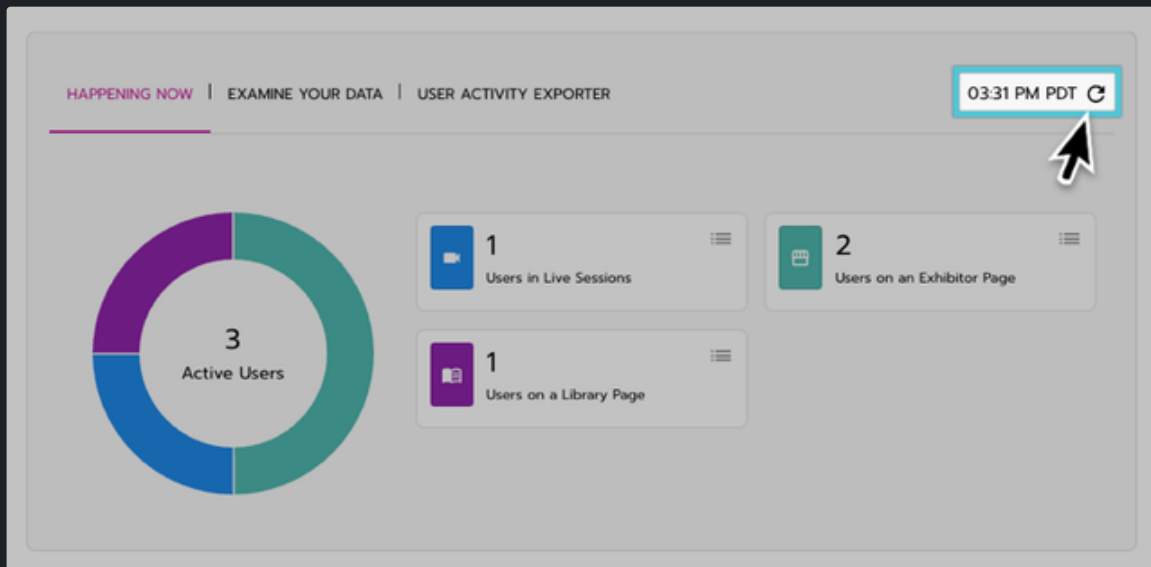 HAPPENING NOW | EXAMINE YOUR DATA | USER ACTIVITY EXPORTER
03:31 PM PDT
3
Active Users
1
Users in Live Sessions
2
Users on an Exhibitor Page
1
Users on a Library Page